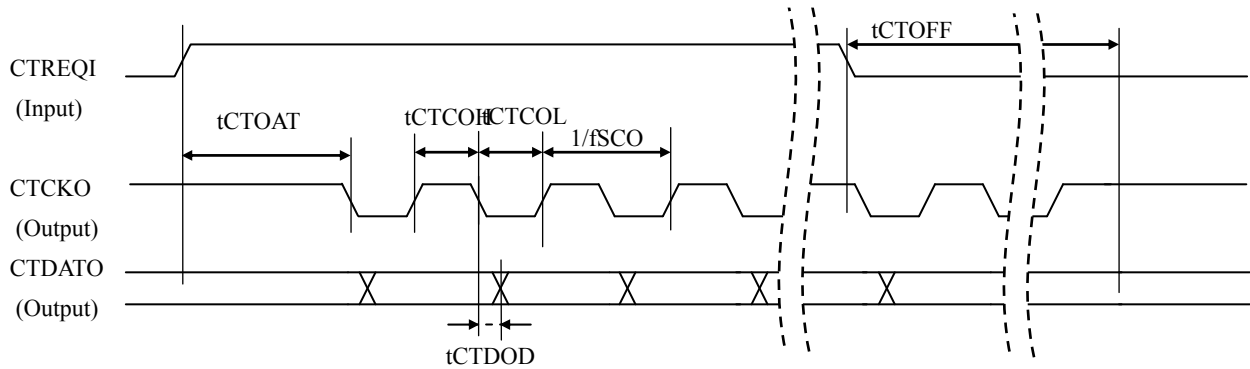 tCTOFF
CTREQI
(Input)
tCTOAT
tCTCOH
tCTCOL
1/fSCO
CTCKO
(Output)
CTDATO
(Output)
tCTDOD